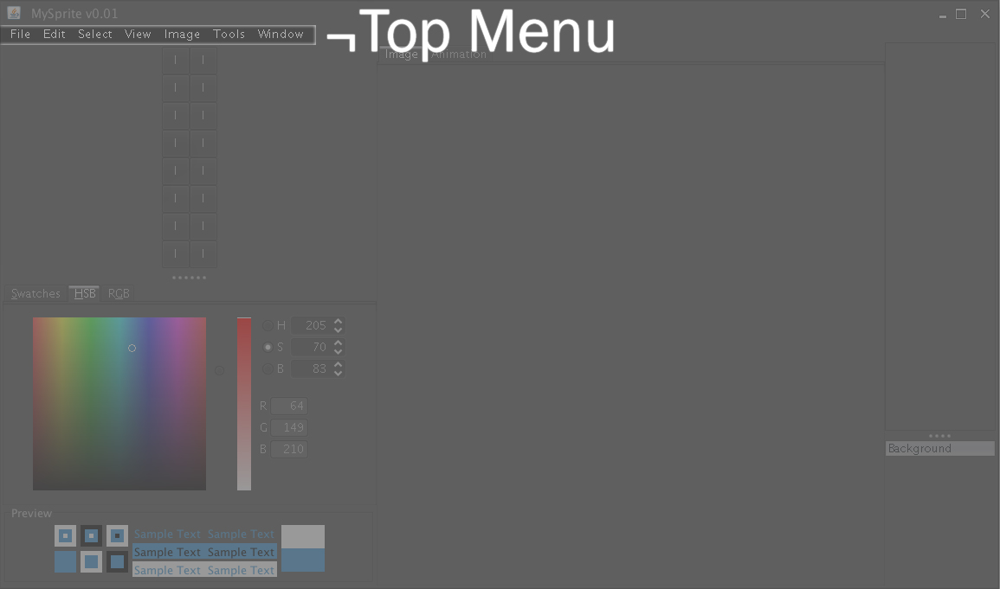 MySprite v0.01
File Edit Select View Image Tools Window
¬Top Menu
Image Animation
Swatches HSB RGB
H 205
S 70
B 83
R 64
G 149
B 210
Background
Preview
Sample Text Sample Text
Sample Text Sample Text
Sample Text Sample Text